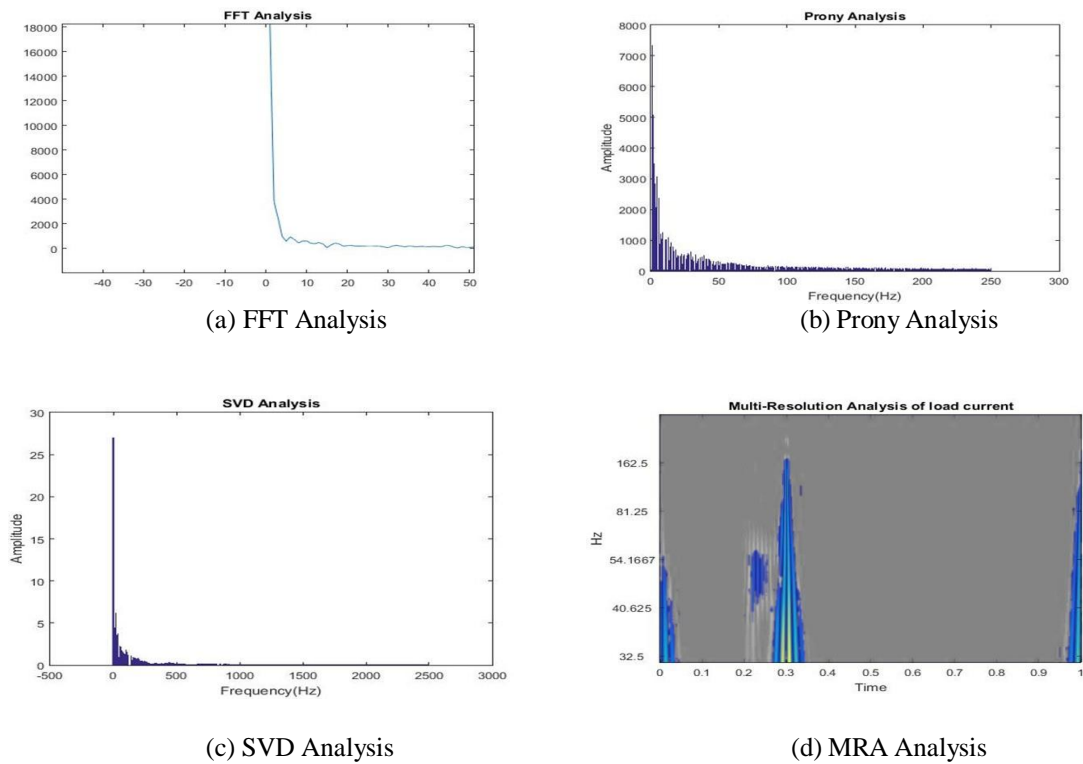 FFT Analysis
18000
16000
14000
12000
10000
8000
6000
4000
2000
0
-40 -30 -20 -10 0 10 20 30 40 50
(a) FFT Analysis
Prony Analysis
8000
7000
6000
5000
4000
3000
2000
1000
0
Amplitude
0 50 100 150 200 250 300
Frequency(Hz)
(b) Prony Analysis
SVD Analysis
30
25
20
15
10
5
0
Amplitude
-500 0 500 1000 1500 2000 2500 3000
Frequency(Hz)
(c) SVD Analysis
Multi-Resolution Analysis of load current
162.5
81.25
54.1667
40.625
32.5
Hz
0 0.1 0.2 0.3 0.4 0.5 0.6 0.7 0.8 0.9 1
Time
(d) MRA Analysis